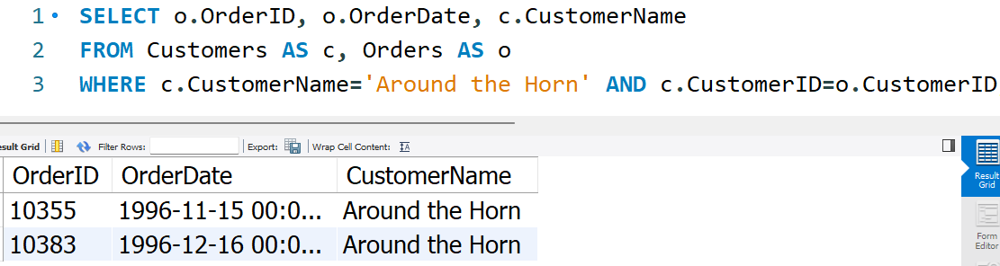 1 SELECT o.OrderID, o.OrderDate, c.CustomerName
2 FROM Customers AS c, Orders AS o
3 WHERE c.CustomerName='Around the Horn' AND c.CustomerID=o.CustomerID
esult Grid Filter Rows: Export: Wrap Cell Content: IA
OrderID OrderDate CustomerName
10355 1996-11-15 00:0... Around the Horn
10383 1996-12-16 00:0... Around the Horn
Result
Grid
Form
Editor